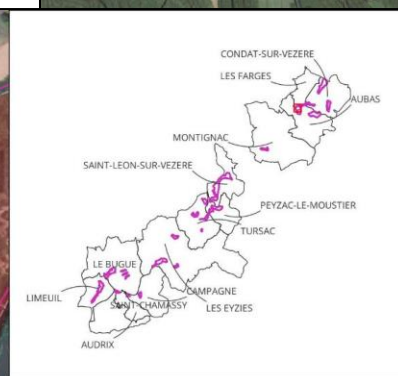 CONDAT-SUR-VEZERE
LES FARGES
AUBAS
MONTIGNAC
SAINT-LEON-SUR-VEZERE
PEYZAC-LE-MOUSTIER
TURSAC
LE BUGUE
CAMPAGNE
LIMEUIL
SAINT-CHAMASSY
LES EYZIES
AUDRIX